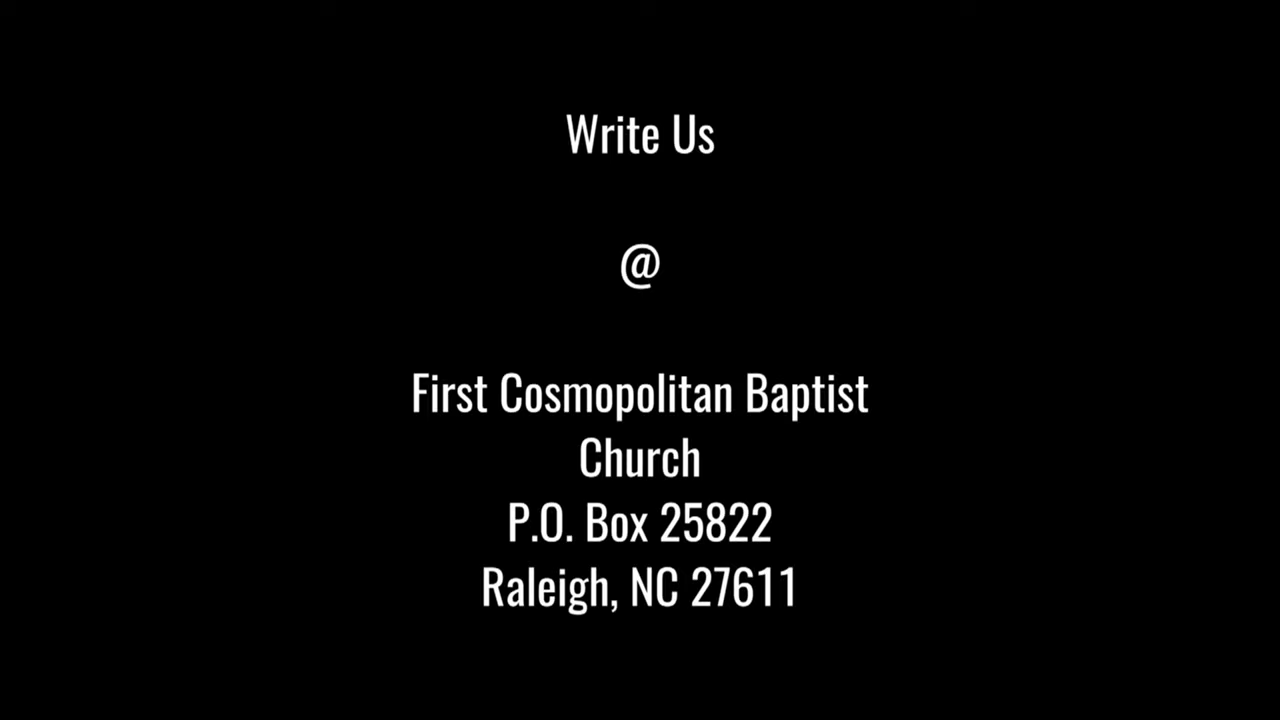 Write Us
@
First Cosmopolitan Baptist
Church
P.O. Box 25822
Raleigh, NC 27611